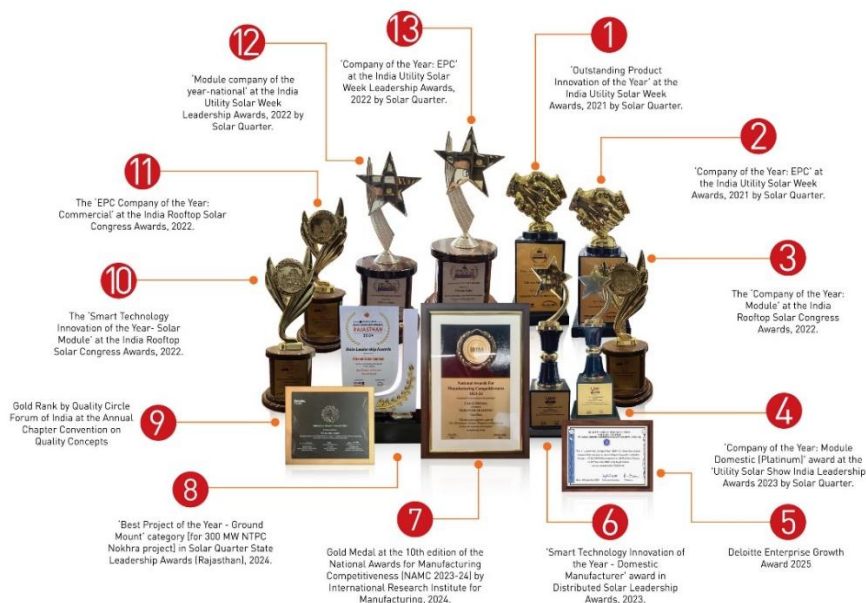 1
'Outstanding Product
Innovation of the Year' at the
India Utility Solar Week
Awards, 2021 by Solar Quarter.
2
'Company of the Year: EPC' at
the India Utility Solar Week
Awards, 2021 by Solar Quarter.
3
The 'Company of the Year:
Module' at the India
Rooftop Solar Congress
Awards, 2022.
4
'Company of the Year: Module
Domestic (Platinum)' award at the
'Utility Solar Show India Leadership
Awards 2023 by Solar Quarter.
5
Deloitte Enterprise Growth
Award 2025
6
'Smart Technology Innovation of
the Year - Domestic
Manufacturer' award in
Distributed Solar Leadership
Awards, 2023.
7
Gold Medal at the 10th edition of the
National Awards for Manufacturing
Competitiveness (NAMC 2023-24) by
International Research Institute for
Manufacturing, 2024.
8
'Best Project of the Year - Ground
Mount' category [for 300 MW NTPC
Nokhra project] in Solar Quarter State
Leadership Awards (Rajasthan), 2024.
9
Gold Rank by Quality Circle
Forum of India at the Annual
Chapter Convention on
Quality Concepts
10
The 'Smart Technology
Innovation of the Year- Solar
Module' at the India Rooftop
Solar Congress Awards, 2022.
11
The 'EPC Company of the Year:
Commercial' at the India Rooftop Solar
Congress Awards, 2022.
12
'Module company of the
year-national' at the India
Utility Solar Week
Leadership Awards, 2022 by
Solar Quarter.
13
'Company of the Year: EPC'
at the India Utility Solar
Week Leadership Awards,
2022 by Solar Quarter.
RAJASTHAN
2024
State Leadership Awards
National Awards for
Manufacturing Competitiveness
2023-24